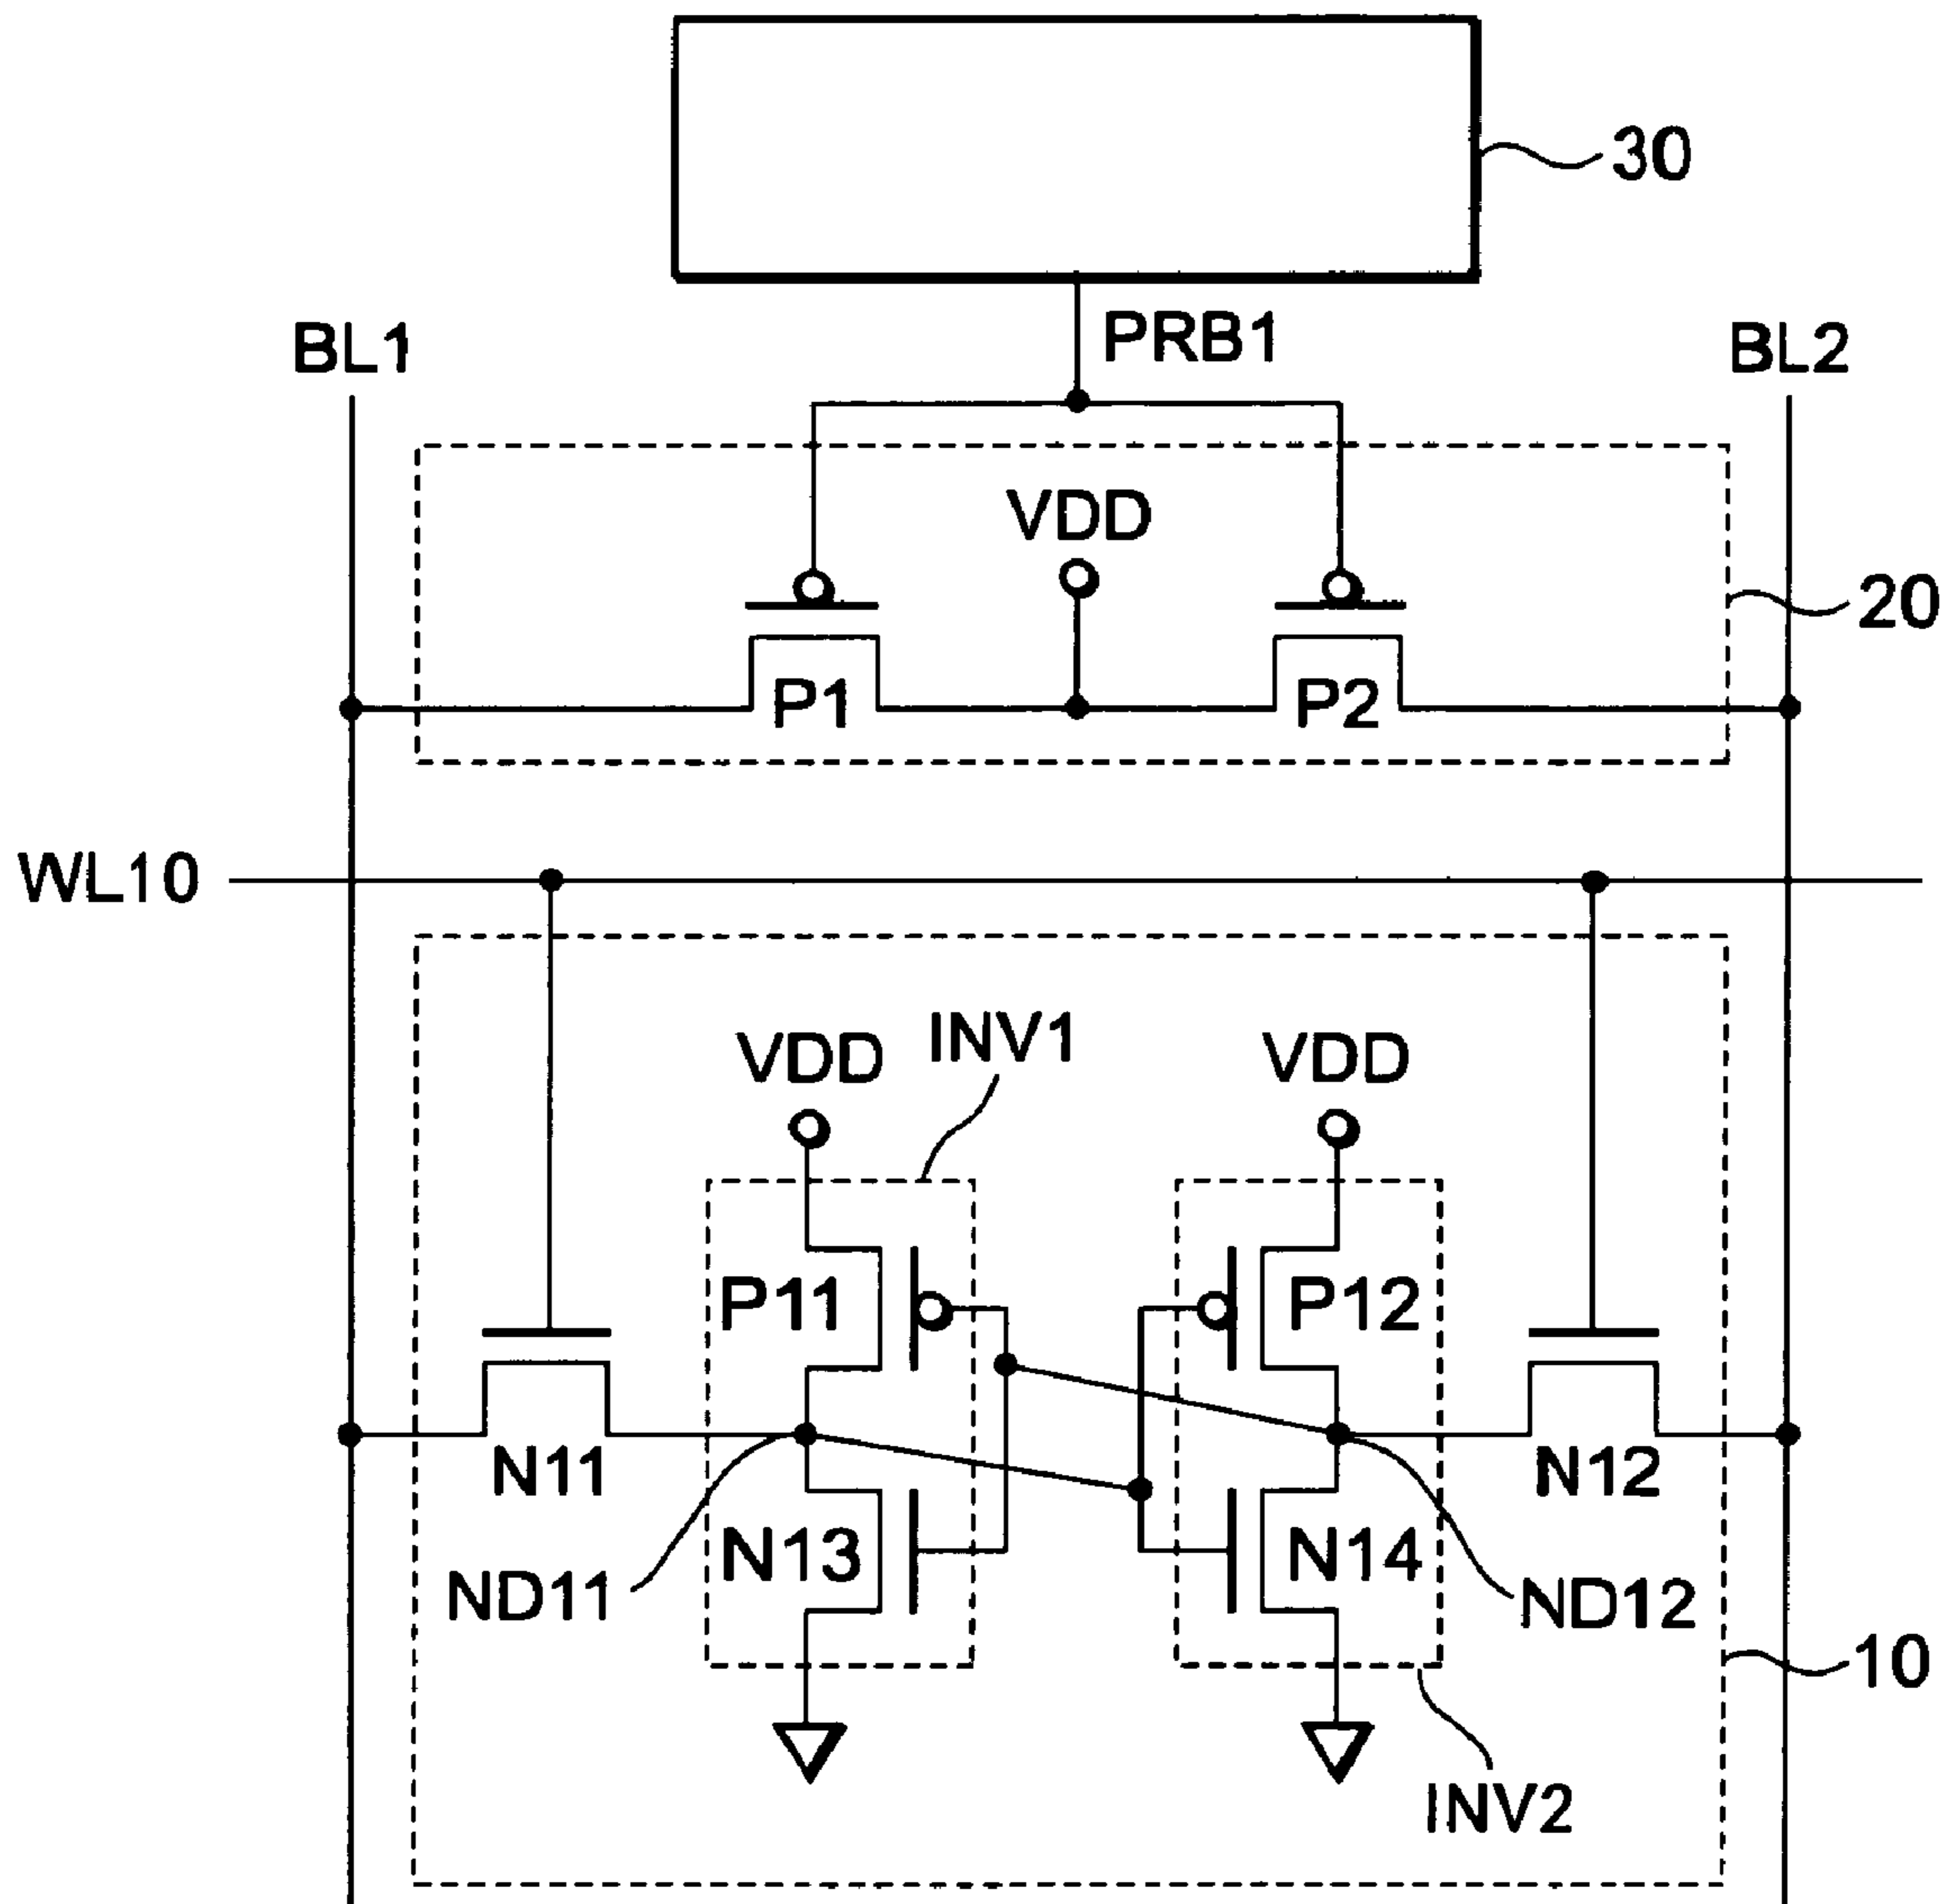 30
PRB1
BL1
BL2
VDD
20
P1
P2
WL10
INV1
VDD
VDD
P11
P12
N11
N12
N13
N14
ND11
ND12
10
INV2